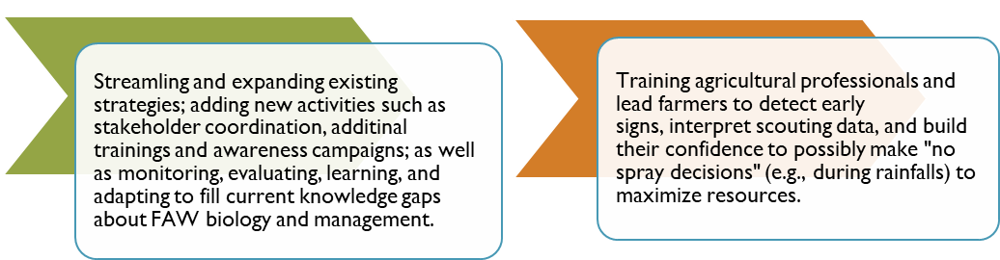 Streamling and expanding existing
strategies; adding new activities such as
stakeholder coordination, additinal
trainings and awareness campaigns; as well
as monitoring, evaluating, learning, and
adapting to fill current knowledge gaps
about FAW biology and management.
Training agricultural professionals and
lead farmers to detect early
signs, interpret scouting data, and build
their confidence to possibly make "no
spray decisions" (e.g., during rainfalls) to
maximize resources.